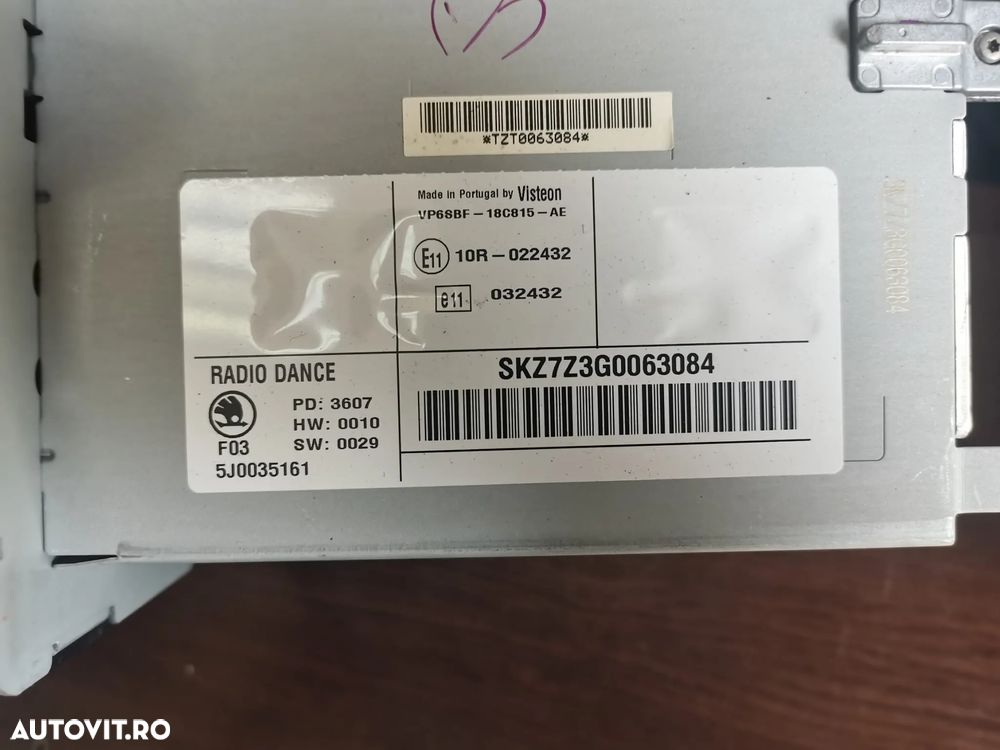 *TZT0063084*
Made in Portugal by Visteon
VP6SBF-18C815-AE
E11 10R-022432
e11 032432
RADIO DANCE
PD: 3607
HW: 0010
F03 SW: 0029
5J0035161
SKZ7Z3G0063084
AUTOVIT.RO